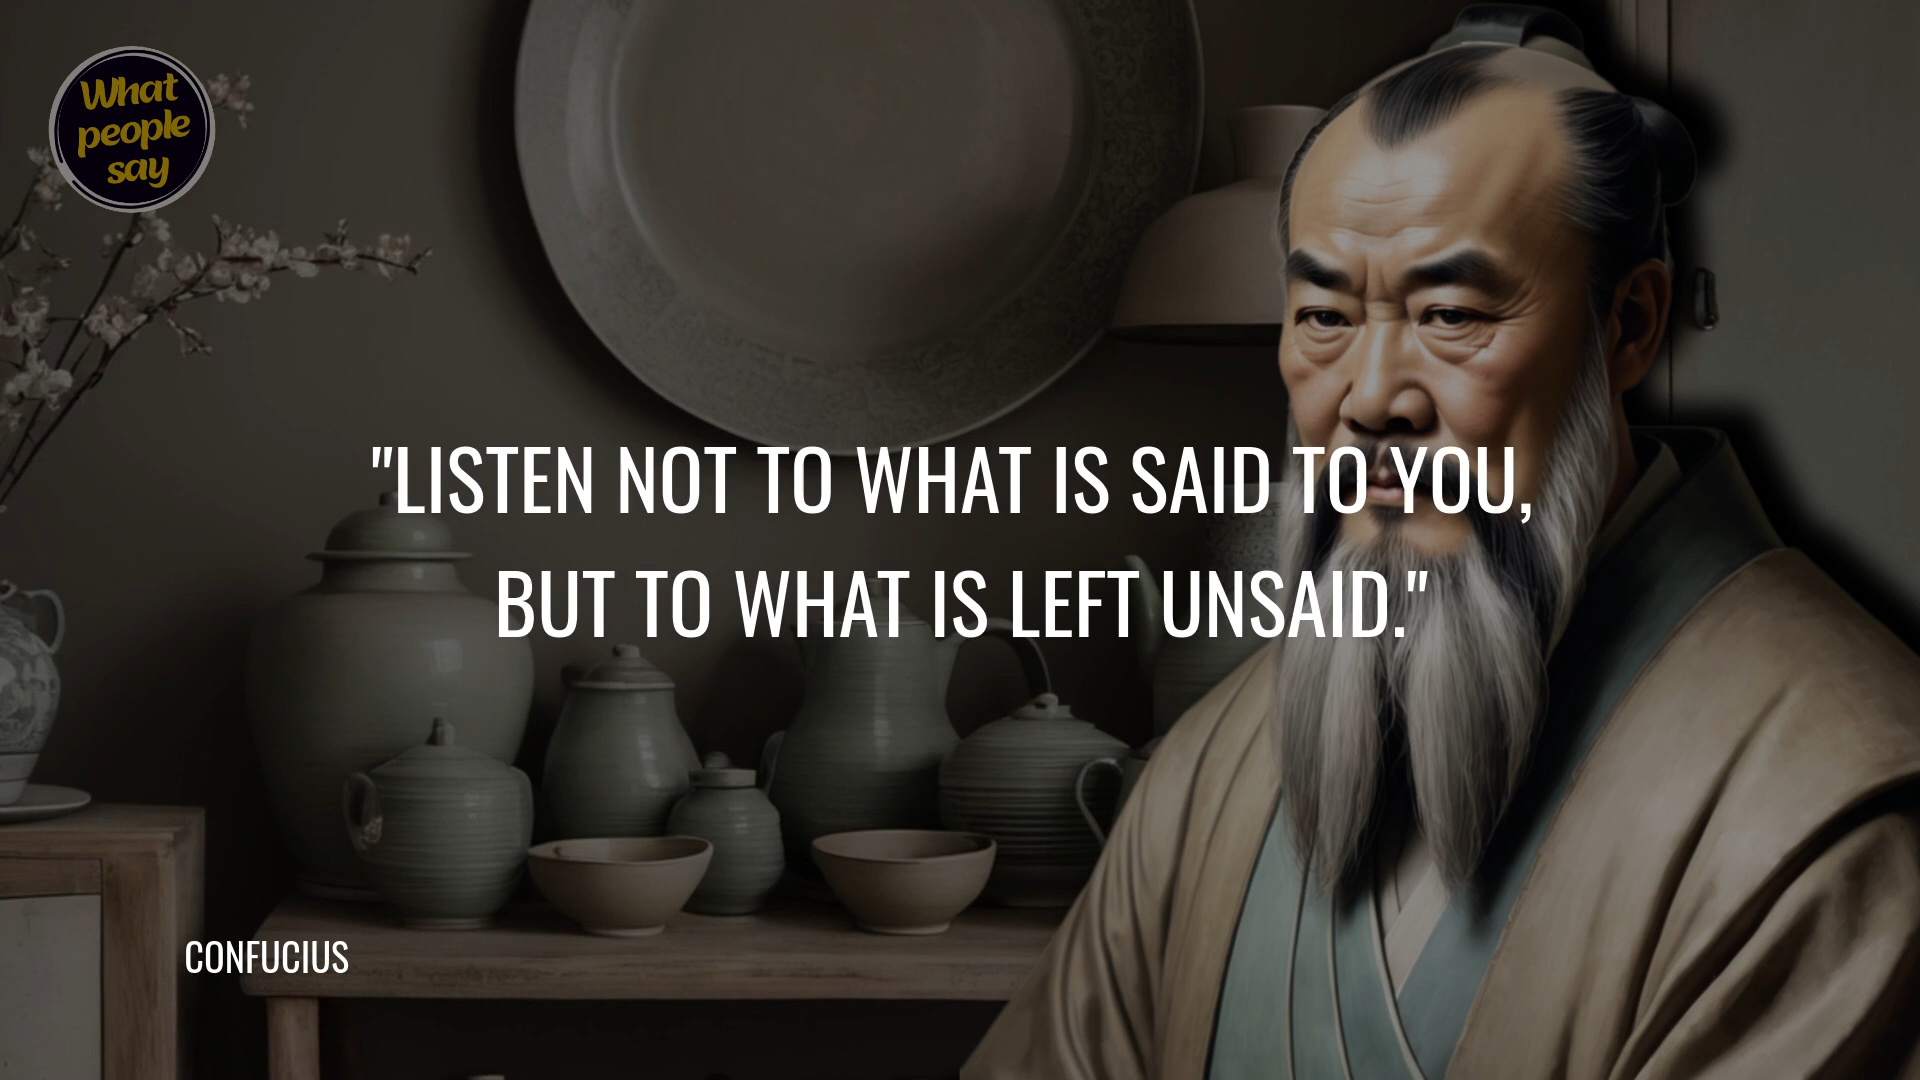 What
people
say
"LISTEN NOT TO WHAT IS SAID TO YOU,
BUT TO WHAT IS LEFT UNSAID."
CONFUCIUS